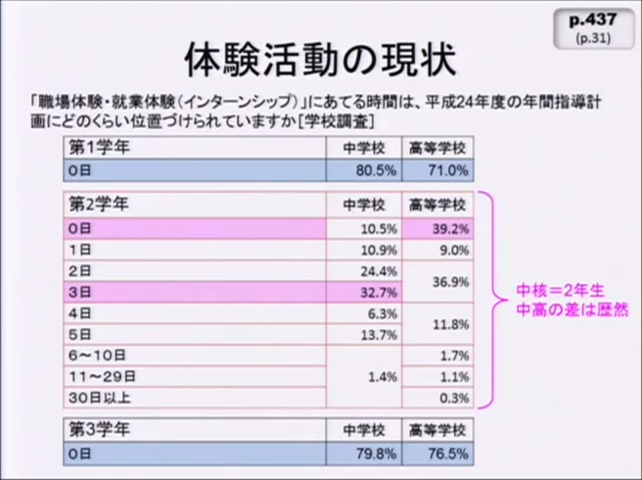 p.437
(p.31)
体験活動の現状
「職場体験・就業体験(インターンシップ)」にあてる時間は、平成24年度の年間指導計
画にどのくらい位置づけられていますか[学校調査]
第1学年 中学校 高等学校
0日 80.5% 71.0%
第2学年 中学校 高等学校
0日 10.5% 39.2%
1日 10.9% 9.0%
2日 24.4% 36.9%
3日 32.7%
4日 6.3% 11.8%
5日 13.7%
6~10日 1.4% 1.7%
11~29日 1.1%
30日以上 0.3%
中核=2年生
中高の差は歴然
第3学年 中学校 高等学校
0日 79.8% 76.5%